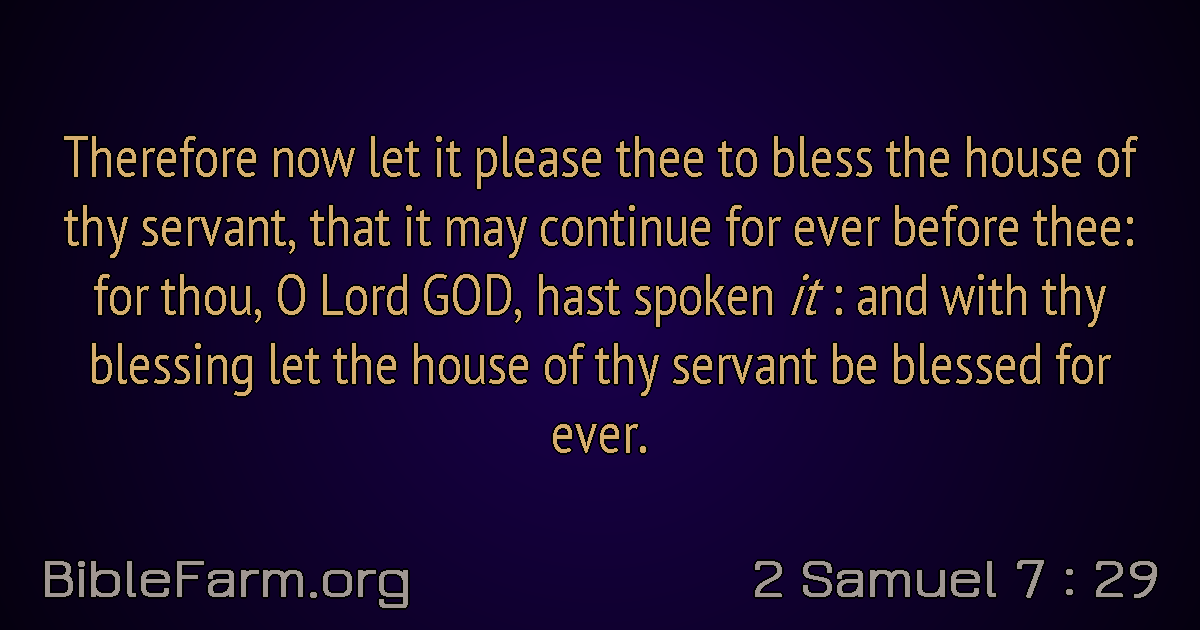 Therefore now let it please thee to bless the house of
thy servant, that it may continue for ever before thee:
for thou, O Lord GOD, hast spoken it : and with thy
blessing let the house of thy servant be blessed for
ever.
BibleFarm.org
2 Samuel 7 : 29